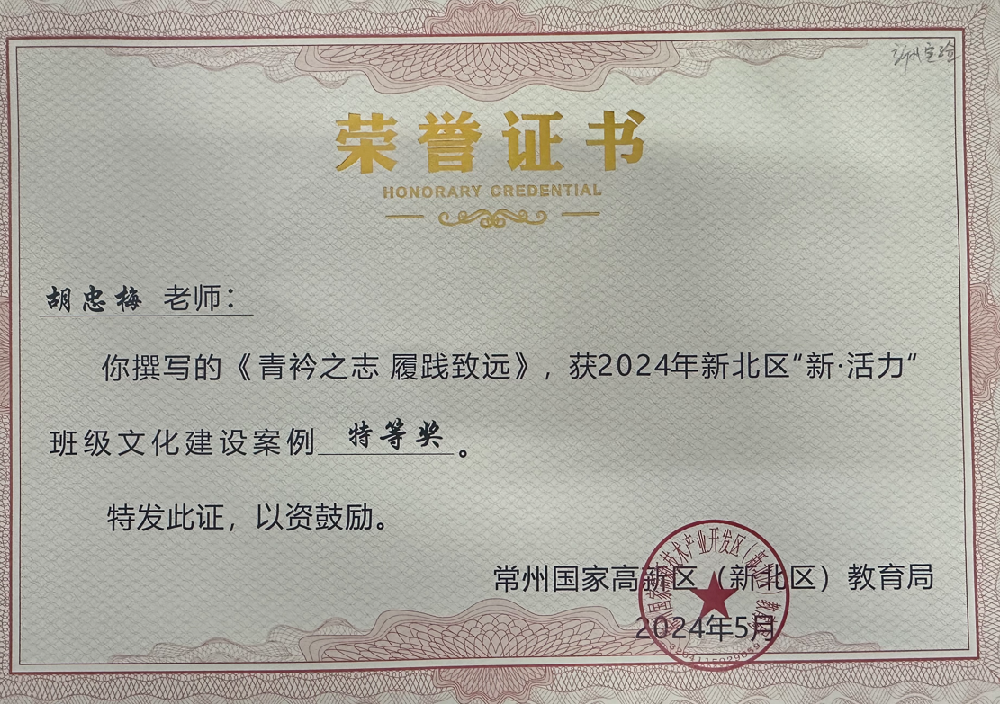 荣誉证书
HONORARY CREDENTIAL
胡忠梅 老师：
你撰写的《青衿之志 履践致远》，获2024年新北区“新·活力“
班级文化建设案例 特等奖 。
特发此证，以资鼓励。
常州国家高新区（新北区）教育局
2024年5月